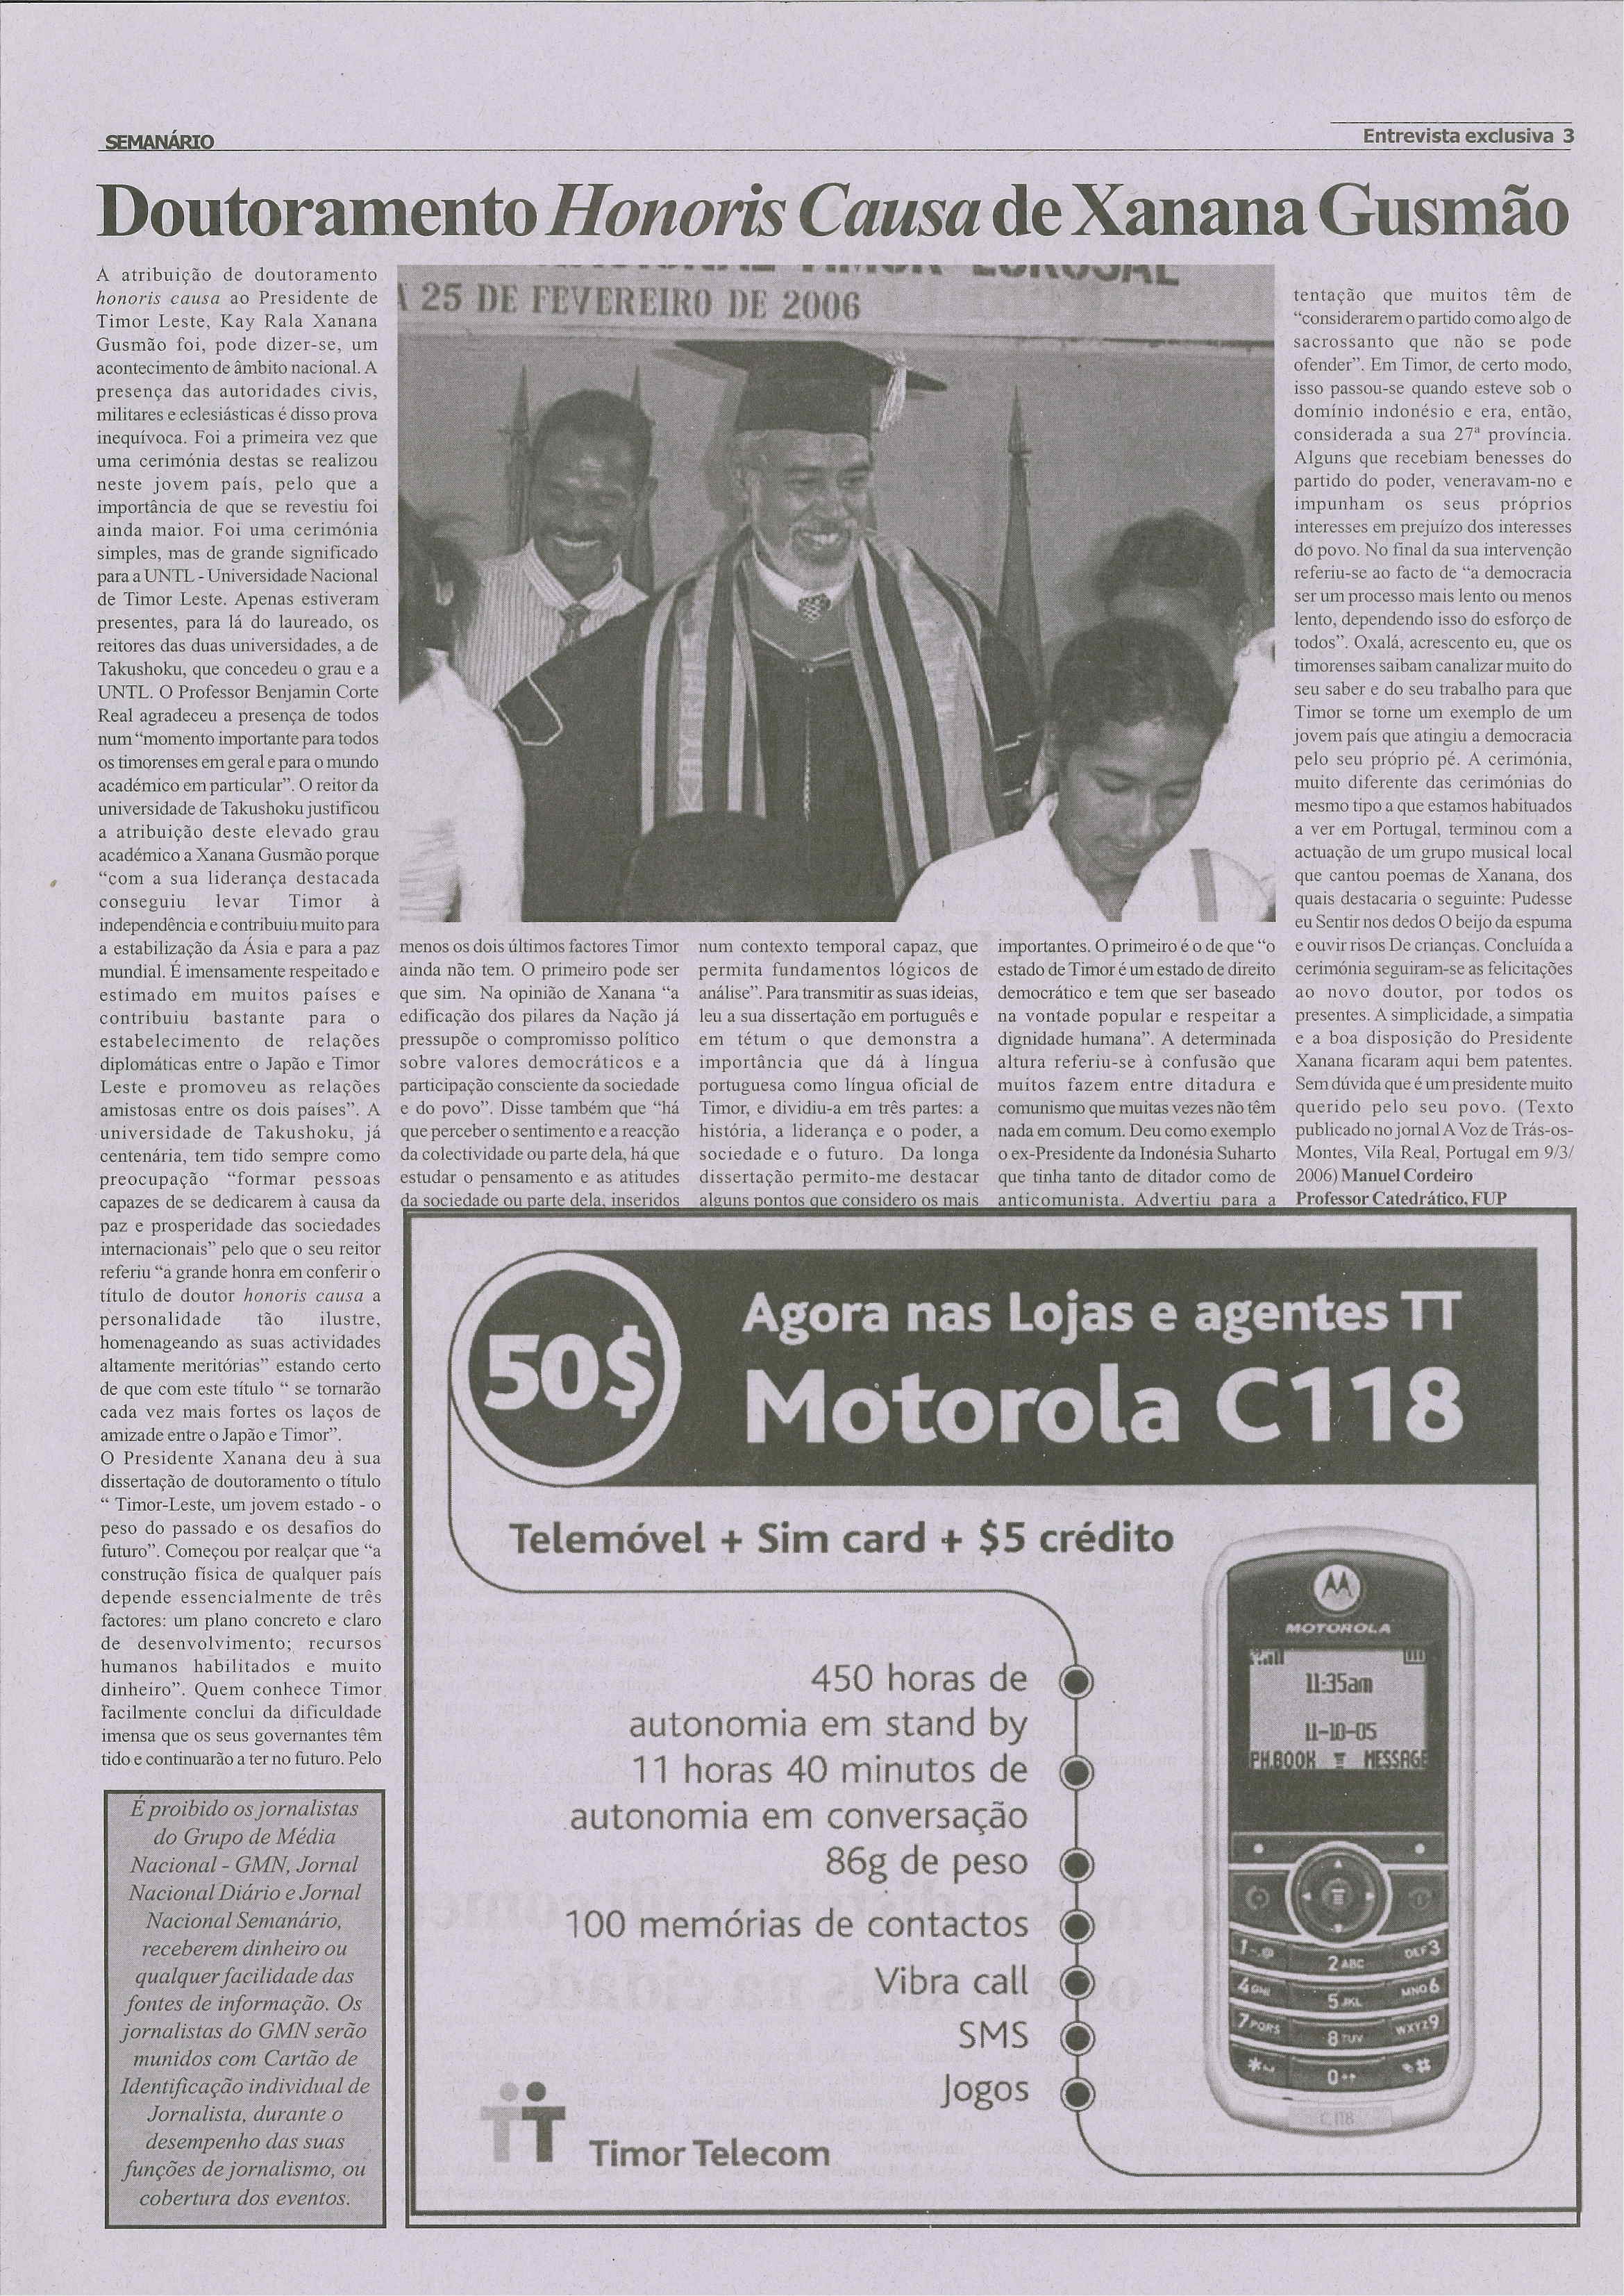 SEMANÁRIO
Entrevista exclusiva 3
Doutoramento Honoris Causa de Xanana Gusmão
A atribuição de doutoramento
honoris causa ao Presidente de
Timor Leste, Kay Rala Xanana
Gusmão foi, pode dizer-se, um
acontecimento de âmbito nacional. A
presença das autoridades civis,
militares e eclesiásticas é disso prova
inequívoca. Foi a primeira vez que
uma cerimónia destas se realizou
neste jovem país, pelo que a
importância de que se revestiu foi
ainda maior. Foi uma cerimónia
simples, mas de grande significado
para a UNTL - Universidade Nacional
de Timor Leste. Apenas estiveram
presentes, para lá do laureado, os
reitores das duas universidades, a de
Takushoku, que concedeu o grau e a
UNTL. O Professor Benjamin Corte
Real agradeceu a presença de todos
num “momento importante para todos
os timorenses em geral e para o mundo
académico em particular”. O reitor da
universidade de Takushoku justificou
a atribuição deste elevado grau
académico a Xanana Gusmão porque
“com a sua liderança destacada
conseguiu levar Timor à
independência e contribuiu muito para
a estabilização da Ásia e para a paz
mundial. É imensamente respeitado e
estimado em muitos países e
contribuiu bastante para o
estabelecimento de relações
diplomáticas entre o Japão e Timor
Leste e promoveu as relações
amistosas entre os dois países”. A
universidade de Takushoku, já
centenária, tem tido sempre como
preocupação “formar pessoas
capazes de se dedicarem à causa da
paz e prosperidade das sociedades
internacionais” pelo que o seu reitor
referiu “a grande honra em conferir o
título de doutor honoris causa a
personalidade tão ilustre,
homenageando as suas actividades
altamente meritórias” estando certo
de que com este título “ se tornarão
cada vez mais fortes os laços de
amizade entre o Japão e Timor”.
O Presidente Xanana deu à sua
dissertação de doutoramento o título
“ Timor-Leste, um jovem estado - o
peso do passado e os desafios do
futuro”. Começou por realçar que “a
construção física de qualquer país
depende essencialmente de três
factores: um plano concreto e claro
de desenvolvimento; recursos
humanos habilitados e muito
dinheiro”. Quem conhece Timor
facilmente conclui da dificuldade
imensa que os seus governantes têm
tido e continuarão a ter no futuro. Pelo
A 25 DE FEVEREIRO DE 2006
menos os dois últimos factores Timor
ainda não tem. O primeiro pode ser
que sim. Na opinião de Xanana “a
edificação dos pilares da Nação já
pressupõe o compromisso político
sobre valores democráticos e a
participação consciente da sociedade
e do povo”. Disse também que “há
que perceber o sentimento e a reacção
da colectividade ou parte dela, há que
estudar o pensamento e as atitudes
da sociedade ou parte dela, inseridos
num contexto temporal capaz, que
permita fundamentos lógicos de
análise”. Para transmitir as suas ideias,
leu a sua dissertação em português e
em tétum o que demonstra a
importância que dá à língua
portuguesa como língua oficial de
Timor, e dividiu-a em três partes: a
história, a liderança e o poder, a
sociedade e o futuro. Da longa
dissertação permito-me destacar
alguns pontos que considero os mais
importantes. O primeiro é o de que “o
estado de Timor é um estado de direito
democrático e tem que ser baseado
na vontade popular e respeitar a
dignidade humana”. A determinada
altura referiu-se à confusão que
muitos fazem entre ditadura e
comunismo que muitas vezes não têm
nada em comum. Deu como exemplo
o ex-Presidente da Indonésia Suharto
que tinha tanto de ditador como de
anticomunista. Advertiu para a
tentação que muitos têm de
“considerarem o partido como algo de
sacrossanto que não se pode
ofender”. Em Timor, de certo modo,
isso passou-se quando esteve sob o
domínio indonésio e era, então,
considerada a sua 27ª província.
Alguns que recebiam benesses do
partido do poder, veneravam-no e
impunham os seus próprios
interesses em prejuízo dos interesses
do povo. No final da sua intervenção
referiu-se ao facto de “a democracia
ser um processo mais lento ou menos
lento, dependendo isso do esforço de
todos”. Oxalá, acrescento eu, que os
timorenses saibam canalizar muito do
seu saber e do seu trabalho para que
Timor se torne um exemplo de um
jovem país que atingiu a democracia
pelo seu próprio pé. A cerimónia,
muito diferente das cerimónias do
mesmo tipo a que estamos habituados
a ver em Portugal, terminou com a
actuação de um grupo musical local
que cantou poemas de Xanana, dos
quais destacaria o seguinte: Pudesse
eu Sentir nos dedos O beijo da espuma
e ouvir risos De crianças. Concluída a
cerimónia seguiram-se as felicitações
ao novo doutor, por todos os
presentes. A simplicidade, a simpatia
e a boa disposição do Presidente
Xanana ficaram aqui bem patentes.
Sem dúvida que é um presidente muito
querido pelo seu povo. (Texto
publicado no jornal A Voz de Trás-os-
Montes, Vila Real, Portugal em 9/3/
2006) Manuel Cordeiro
Professor Catedrático, FUP
É proibido os jornalistas
do Grupo de Média
Nacional - GMN, Jornal
Nacional Diário e Jornal
Nacional Semanário,
receberem dinheiro ou
qualquer facilidade das
fontes de informação. Os
jornalistas do GMN serão
munidos com Cartão de
Identificação individual de
Jornalista, durante o
desempenho das suas
funções de jornalismo, ou
cobertura dos eventos.
50$
Agora nas Lojas e agentes TT
Motorola C118
Telemóvel + Sim card + $5 crédito
450 horas de
autonomia em stand by
11 horas 40 minutos de
autonomia em conversação
86g de peso
100 memórias de contactos
Vibra call
SMS
Jogos
TT
Timor Telecom
MOTOROLA
11:35am
11-10-05
PH.BOOK MESSAGE
1 2 ABC DEF 3
4 GHI 5 JKL MNO 6
7 PQRS 8 TUV WXYZ 9
* 0 #
C118